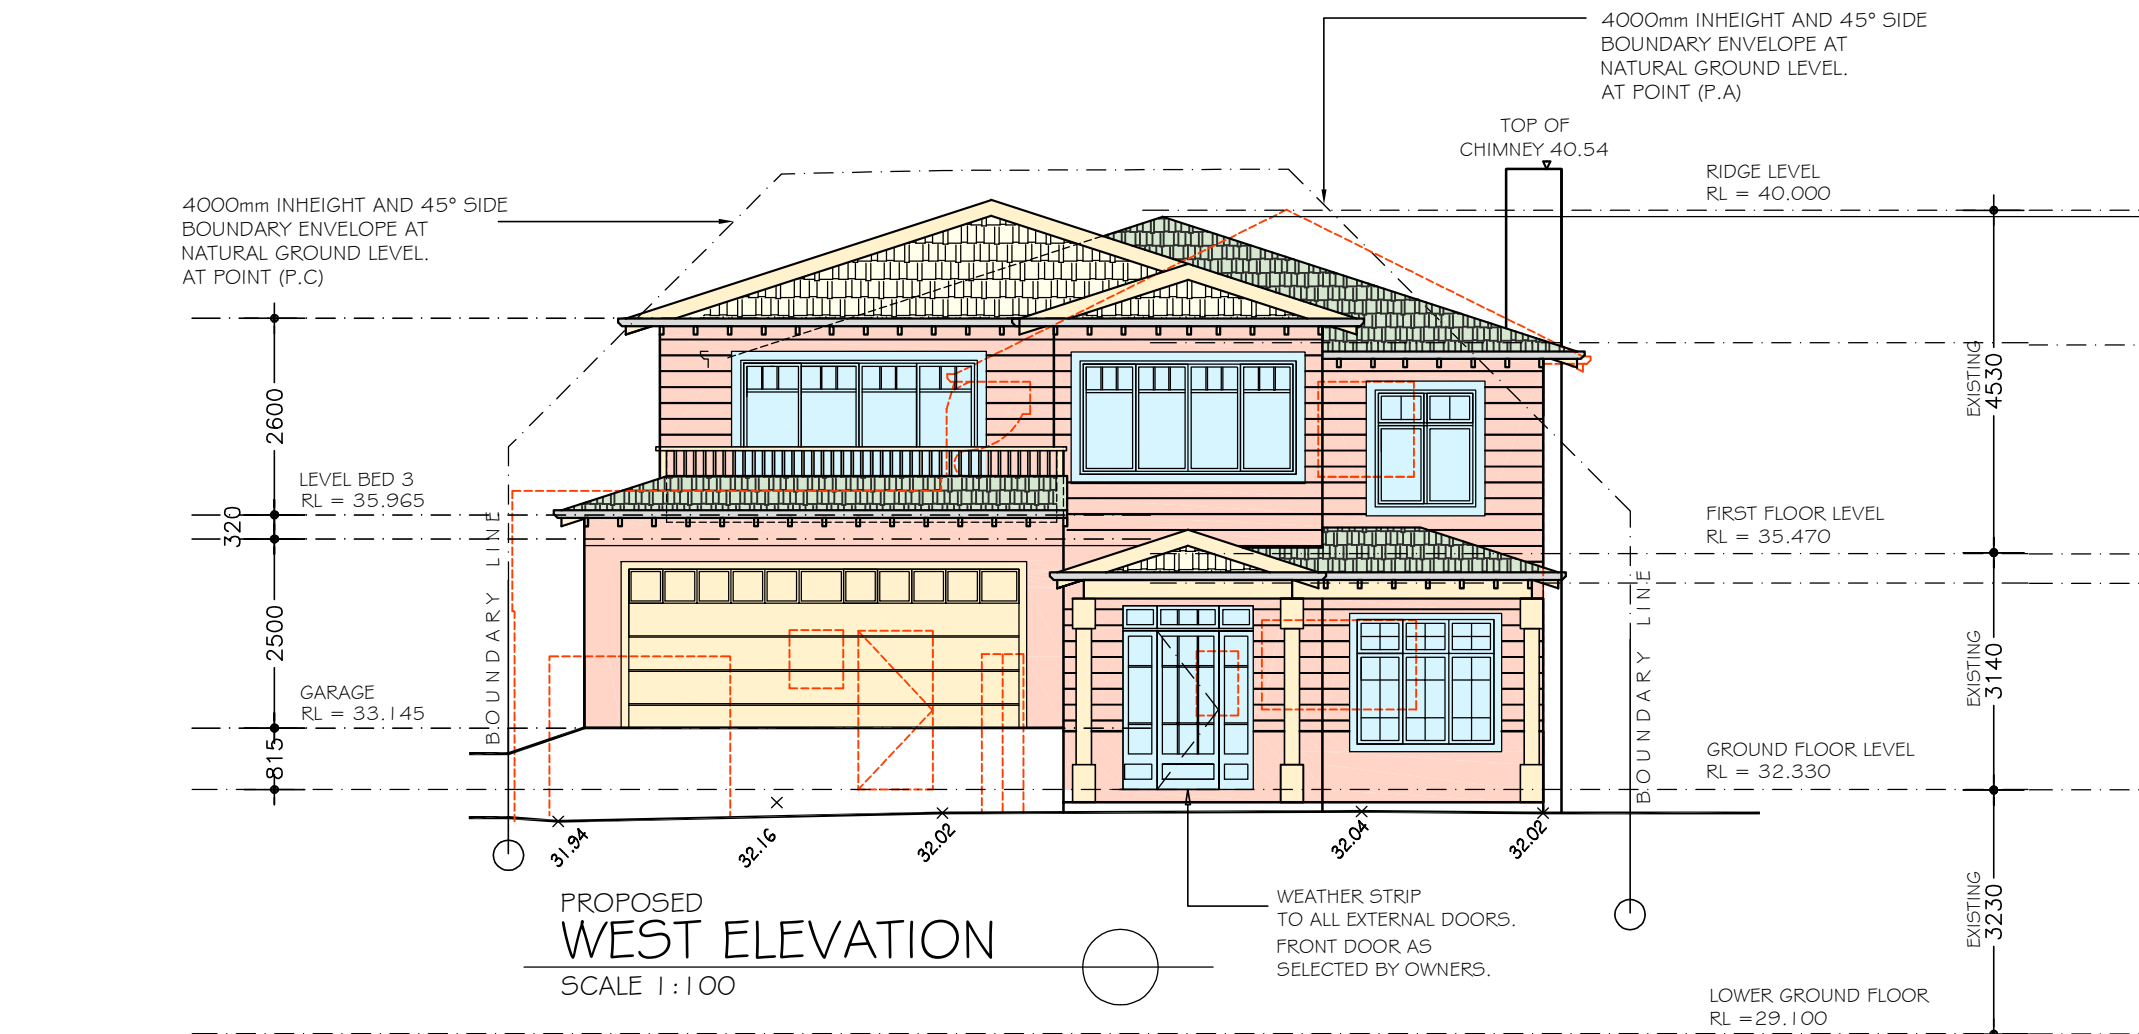 4000mm INHEIGHT AND 45° SIDE
BOUNDARY ENVELOPE AT
NATURAL GROUND LEVEL.
AT POINT (P.A)
TOP OF
CHIMNEY 40.54
RIDGE LEVEL
RL = 40.000
4000mm INHEIGHT AND 45° SIDE
BOUNDARY ENVELOPE AT
NATURAL GROUND LEVEL.
AT POINT (P.C)
2600
EXISTING
4530
LEVEL BED 3
RL = 35.965
320
FIRST FLOOR LEVEL
RL = 35.470
BOUNDARY LINE
2500
BOUNDARY LINE
EXISTING
3140
GARAGE
RL = 33.145
815
GROUND FLOOR LEVEL
RL = 32.330
31.94
32.16
32.02
32.04
32.02
PROPOSED
WEST ELEVATION
SCALE 1:100
WEATHER STRIP
TO ALL EXTERNAL DOORS.
FRONT DOOR AS
SELECTED BY OWNERS.
EXISTING
3230
LOWER GROUND FLOOR
RL =29.100